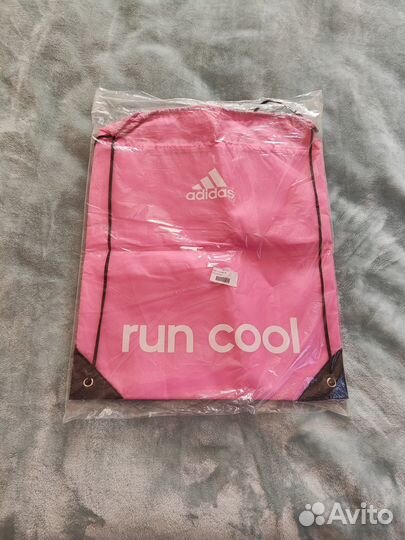 adidas
run cool
Avito